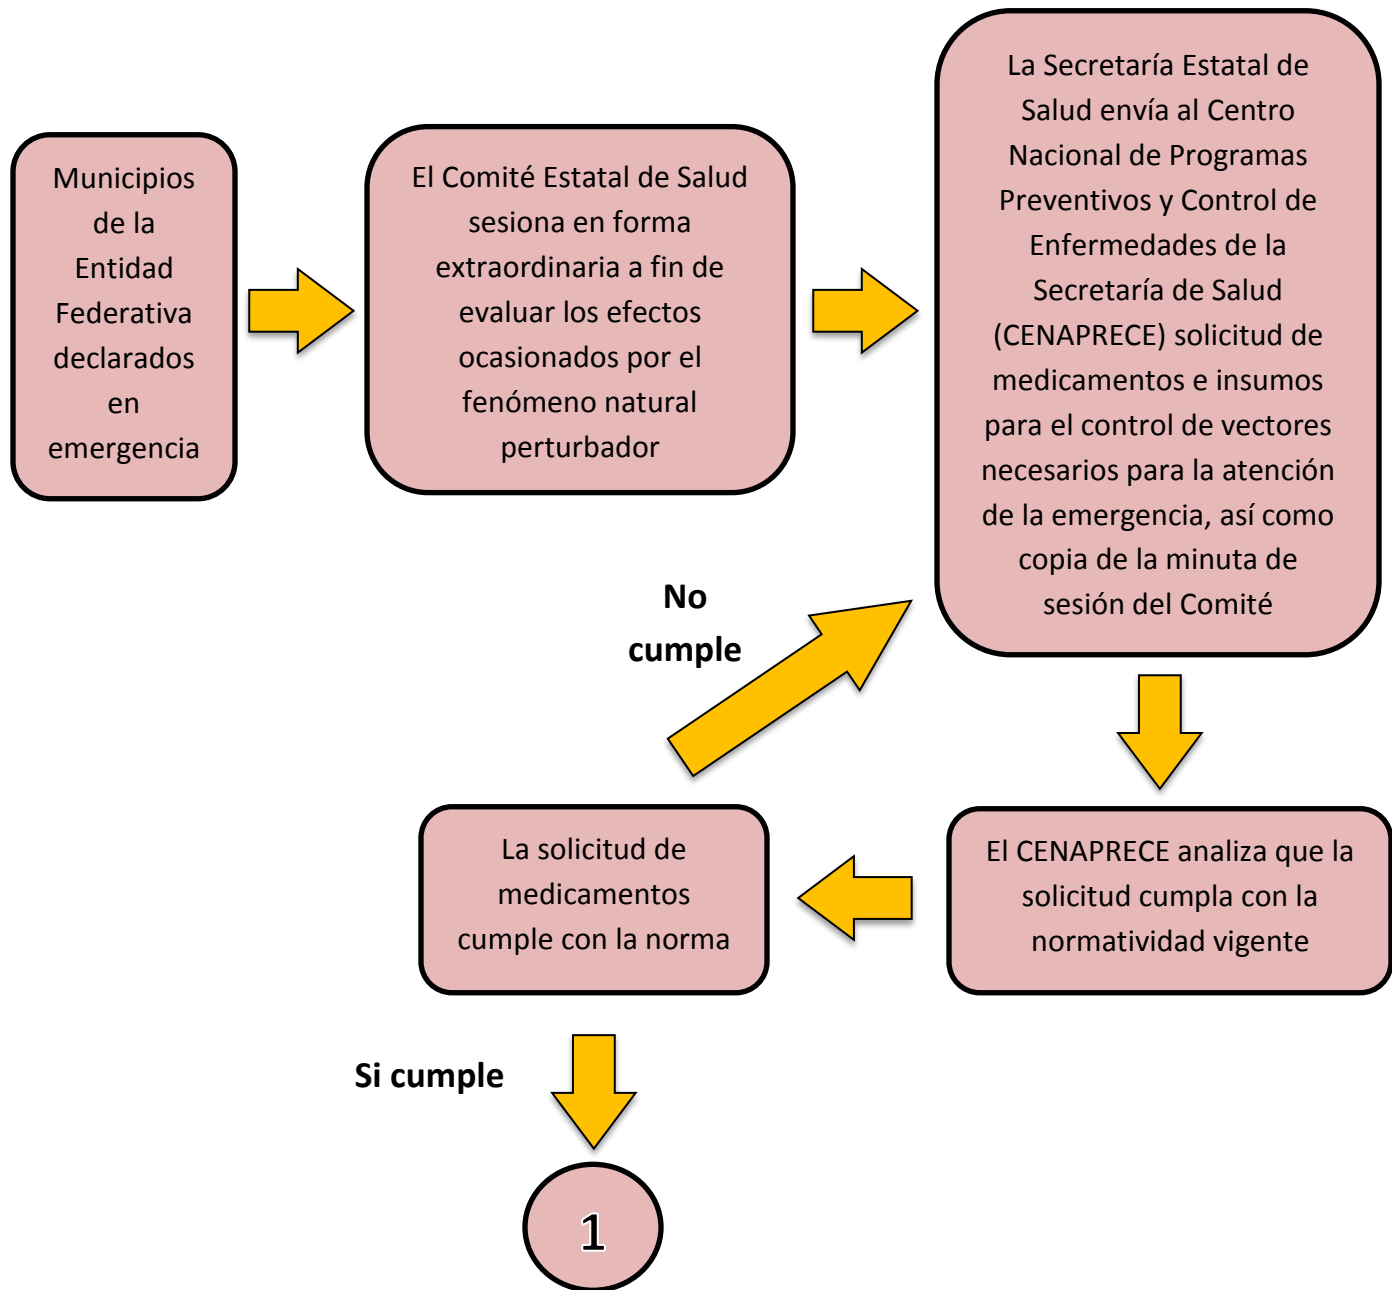 Municipios
de la
Entidad
Federativa
declarados
en
emergencia
El Comité Estatal de Salud
sesiona en forma
extraordinaria a fin de
evaluar los efectos
ocasionados por el
fenómeno natural
perturbador
La Secretaría Estatal de
Salud envía al Centro
Nacional de Programas
Preventivos y Control de
Enfermedades de la
Secretaría de Salud
(CENAPRECE) solicitud de
medicamentos e insumos
para el control de vectores
necesarios para la atención
de la emergencia, así como
copia de la minuta de
sesión del Comité
No
cumple
El CENAPRECE analiza que la
solicitud cumpla con la
normatividad vigente
La solicitud de
medicamentos
cumple con la norma
Si cumple
1